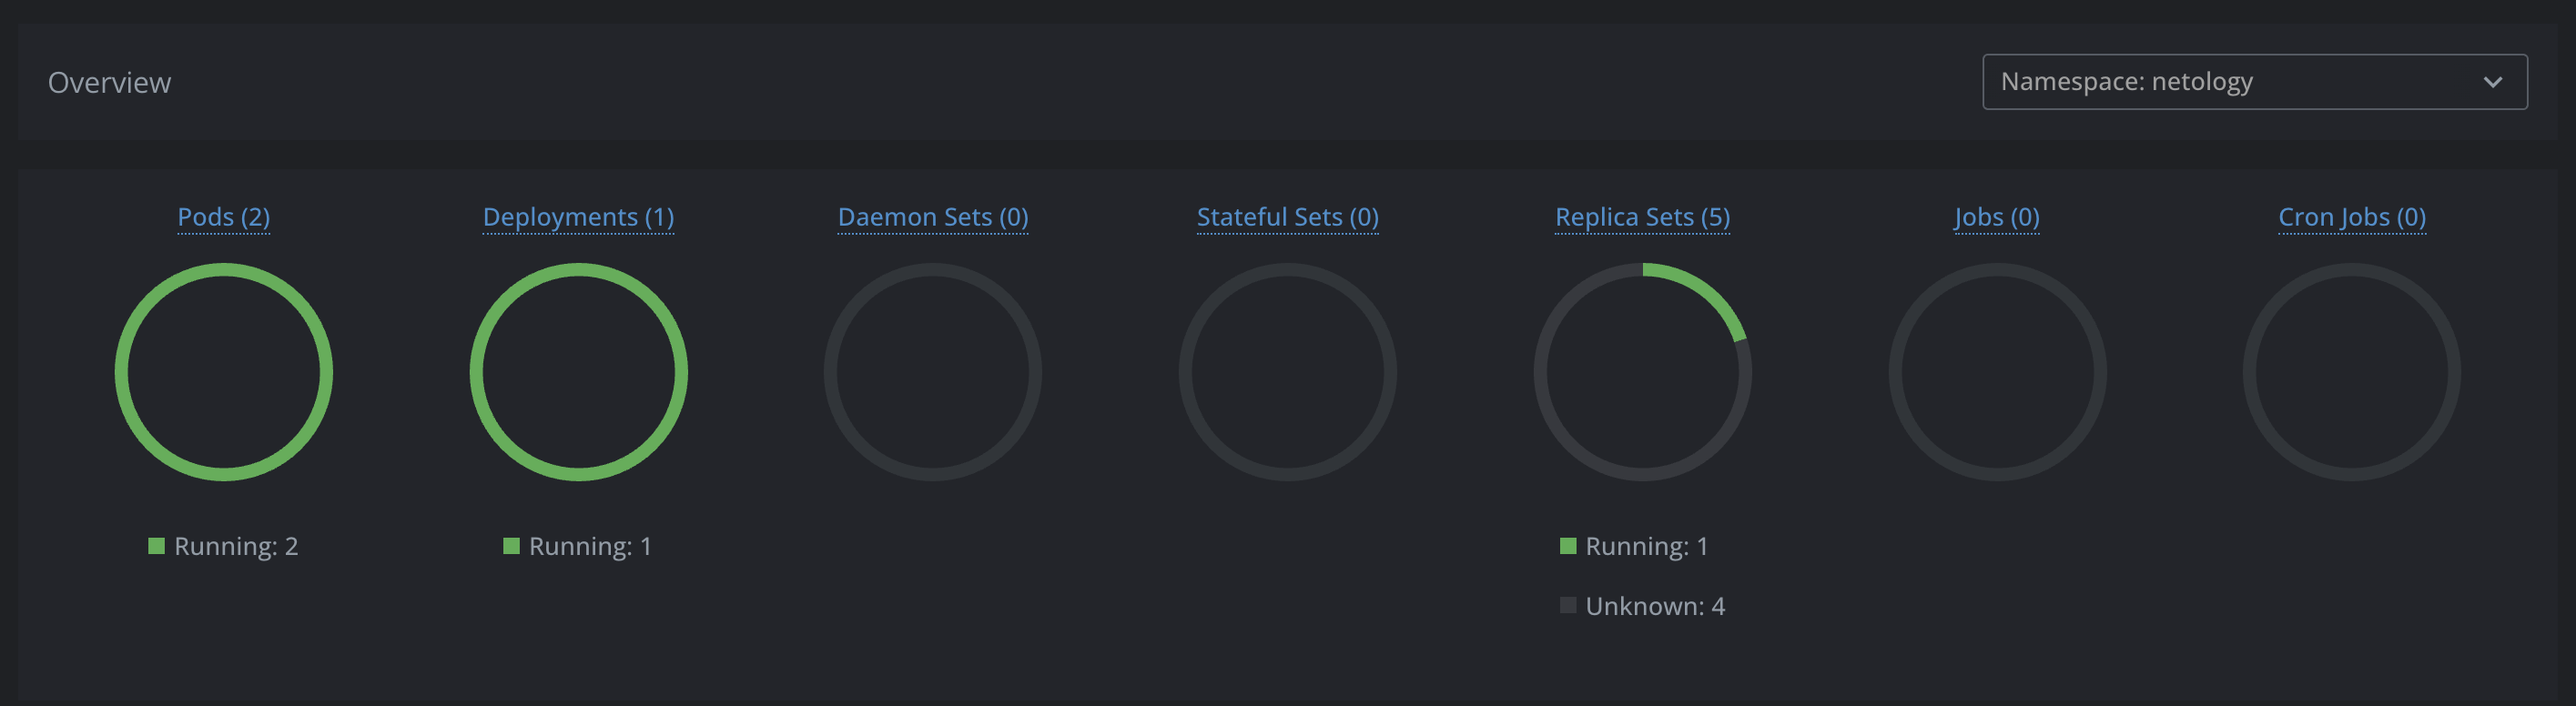 Overview
Namespace: netology
Pods (2)
Deployments (1)
Daemon Sets (0)
Stateful Sets (0)
Replica Sets (5)
Jobs (0)
Cron Jobs (0)
Running: 2
Running: 1
Running: 1
Unknown: 4